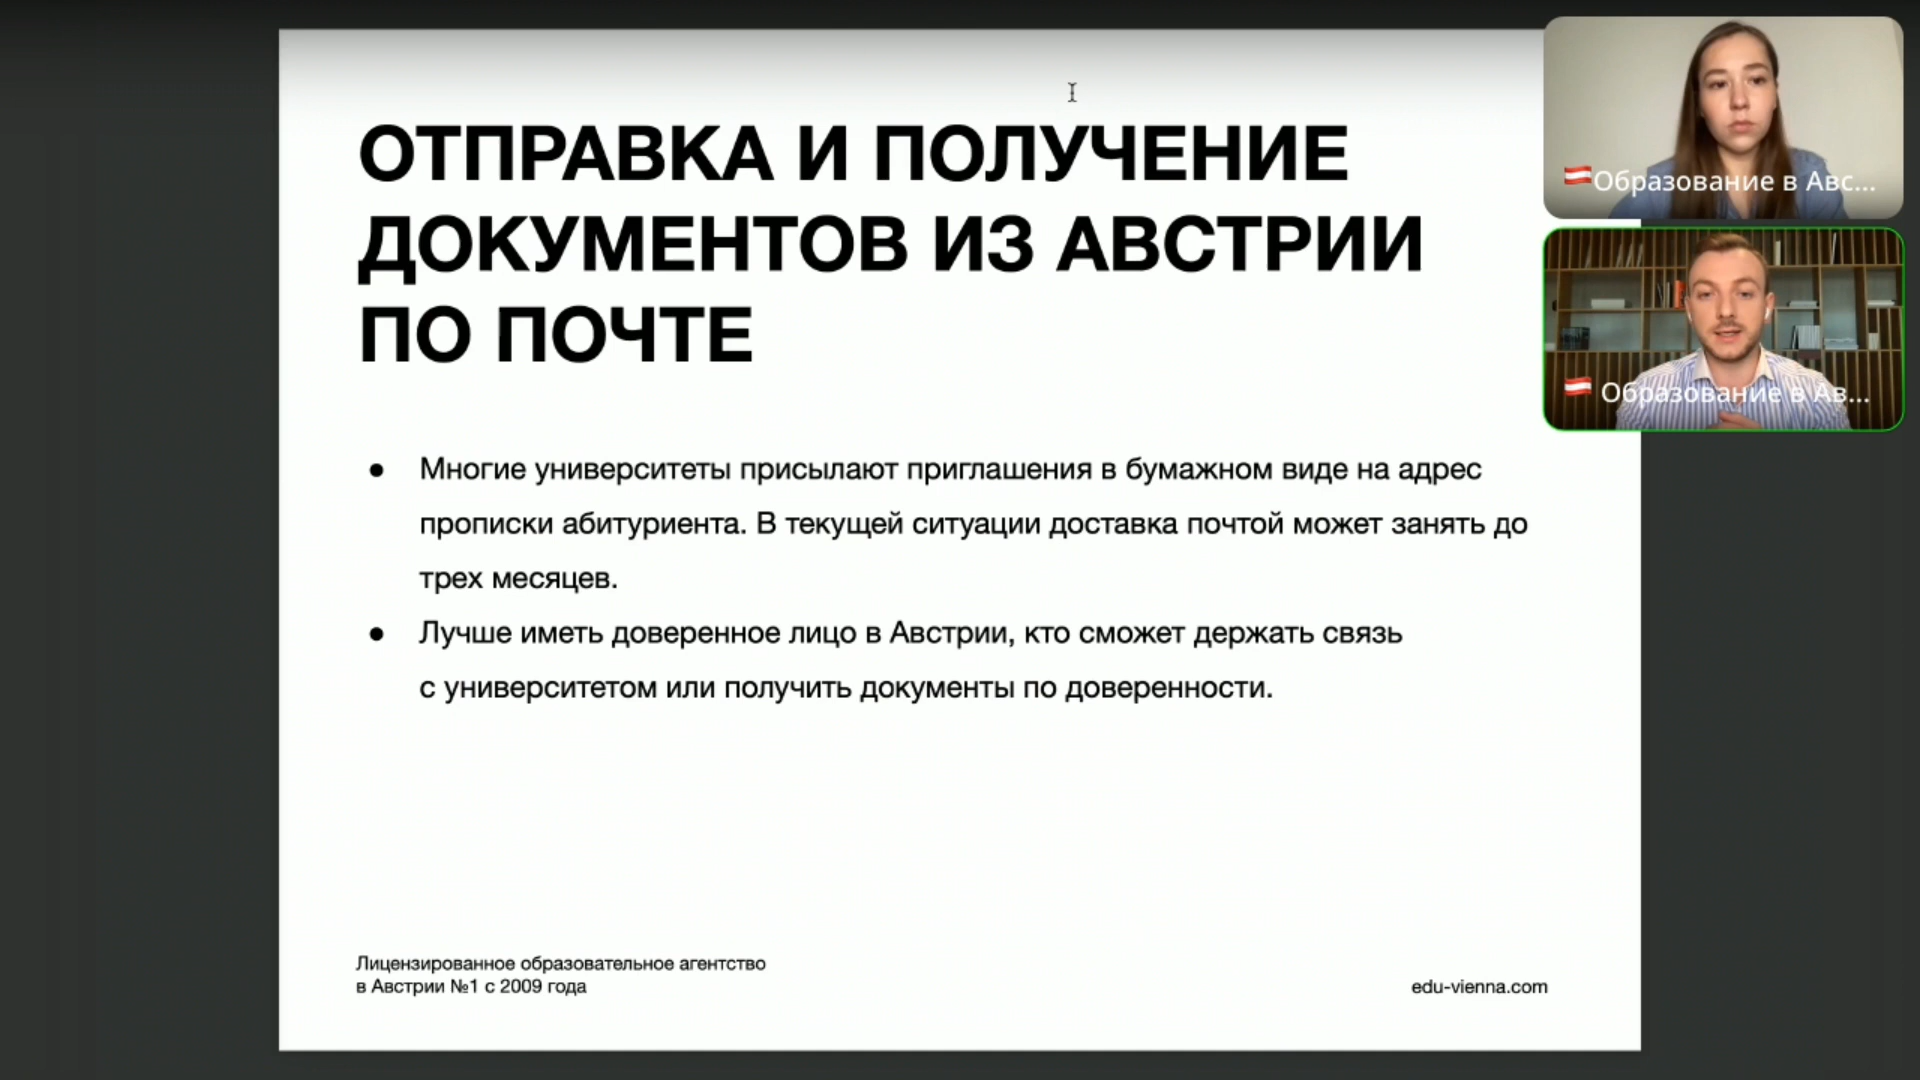 ОТПРАВКА И ПОЛУЧЕНИЕ
ДОКУМЕНТОВ ИЗ АВСТРИИ
ПО ПОЧТЕ
● Многие университеты присылают приглашения в бумажном виде на адрес
прописки абитуриента. В текущей ситуации доставка почтой может занять до
трех месяцев.
● Лучше иметь доверенное лицо в Австрии, кто сможет держать связь
с университетом или получить документы по доверенности.
Лицензированное образовательное агентство
в Австрии №1 с 2009 года
edu-vienna.com
Образование в Авс...
Образование в Ав...